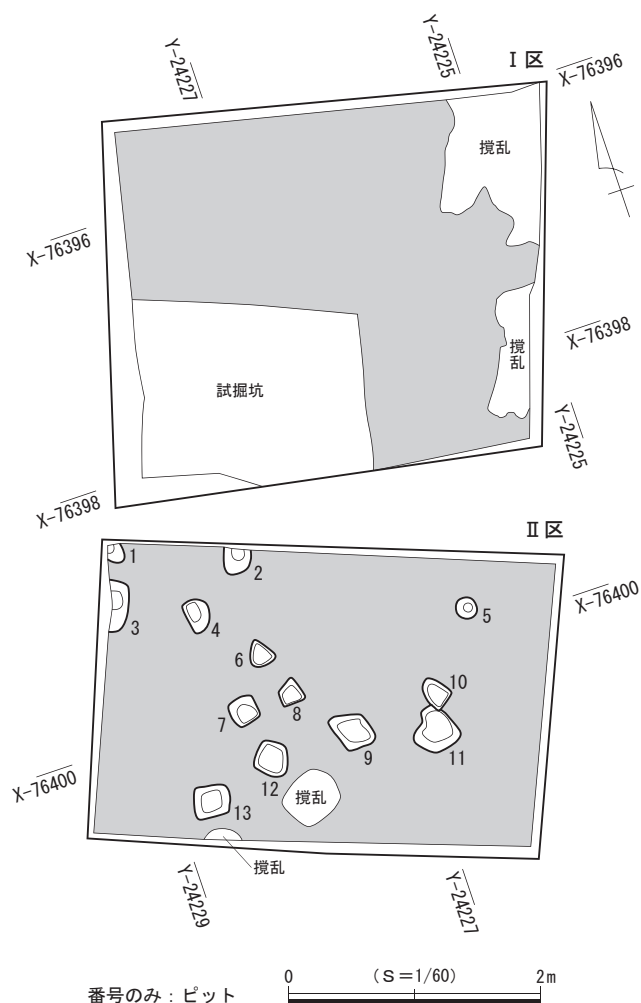 Y-24227
Y-24225
Ⅰ区
X-76396
撹乱
X-76396
X-76398
撹乱
試掘坑
Y-24225
X-76398
Ⅱ区
1
2
X-76400
3
4
5
6
10
8
7
9
11
12
X-76400
撹乱
13
撹乱
Y-24229
Y-24227
番号のみ：ピット
0
(S=1/60)
2m